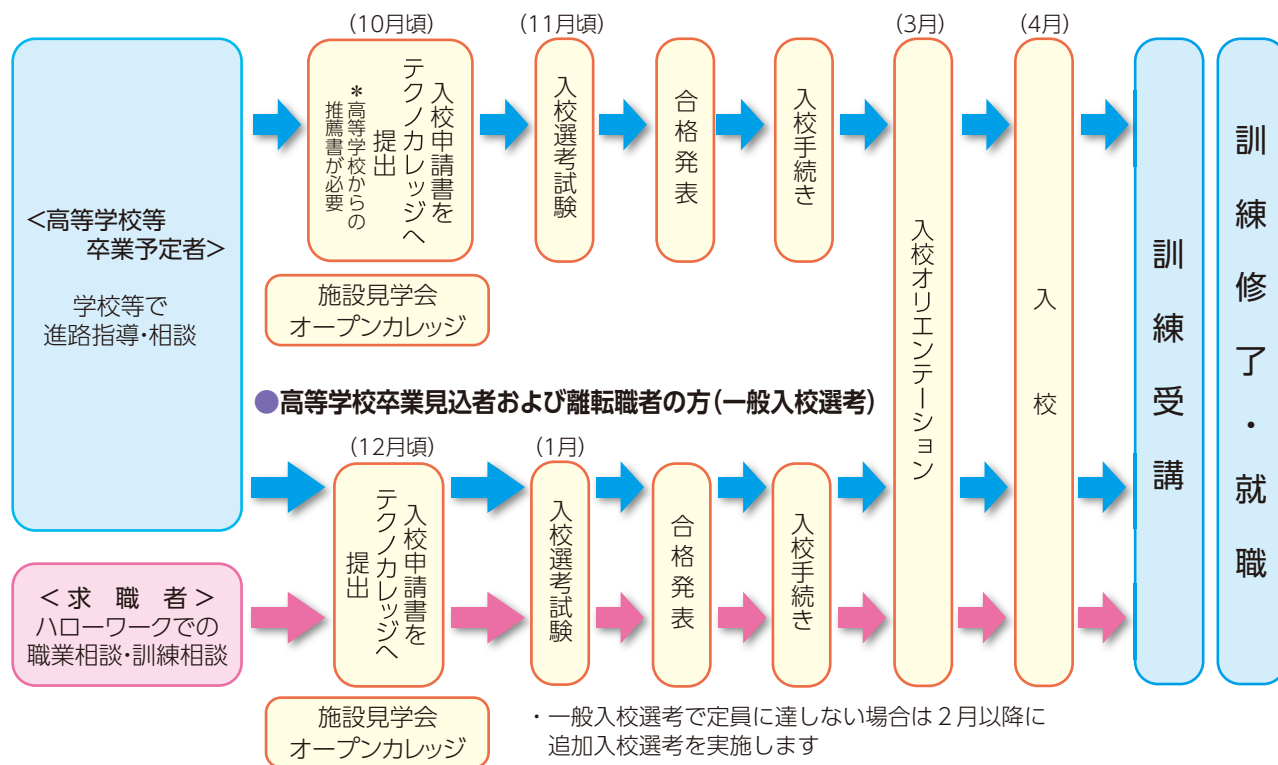 (10月頃)
(11月頃)
(3月)
(4月)
<高等学校等
卒業予定者>
学校等で
進路指導・相談
入校申請書を
テクノカレッジへ
提出
＊高等学校からの
推薦書が必要
入校選考試験
合格発表
入校手続き
施設見学会
オープンカレッジ
入校オリエンテーション
入校
訓練受講
訓練修了・就職
●高等学校卒業見込者および離転職者の方(一般入校選考)
(12月頃)
(1月)
<求職者>
ハローワークでの
職業相談・訓練相談
入校申請書を
テクノカレッジへ
提出
入校選考試験
合格発表
入校手続き
施設見学会
オープンカレッジ
・一般入校選考で定員に達しない場合は２月以降に
追加入校選考を実施します